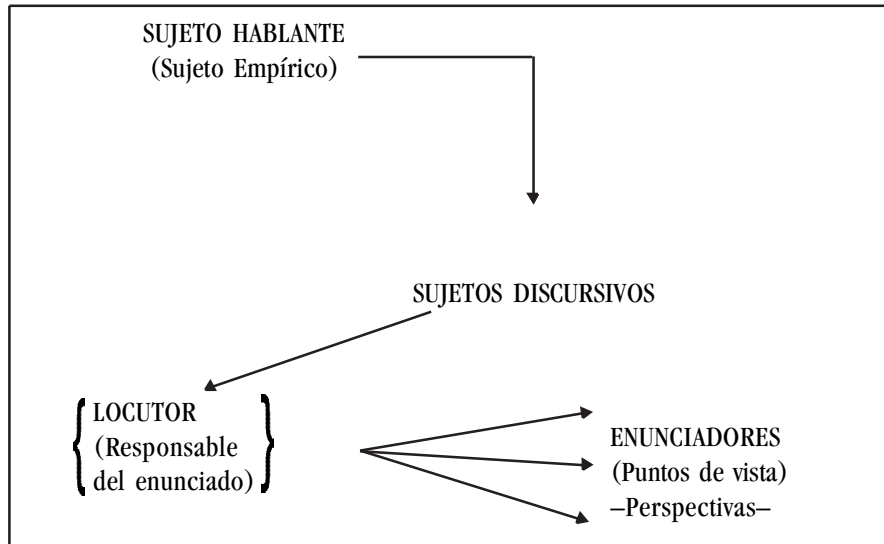 SUJETO HABLANTE
(Sujeto Empírico)
SUJETOS DISCURSIVOS
LOCUTOR
(Responsable
del enunciado)
ENUNCIADORES
(Puntos de vista)
–Perspectivas–